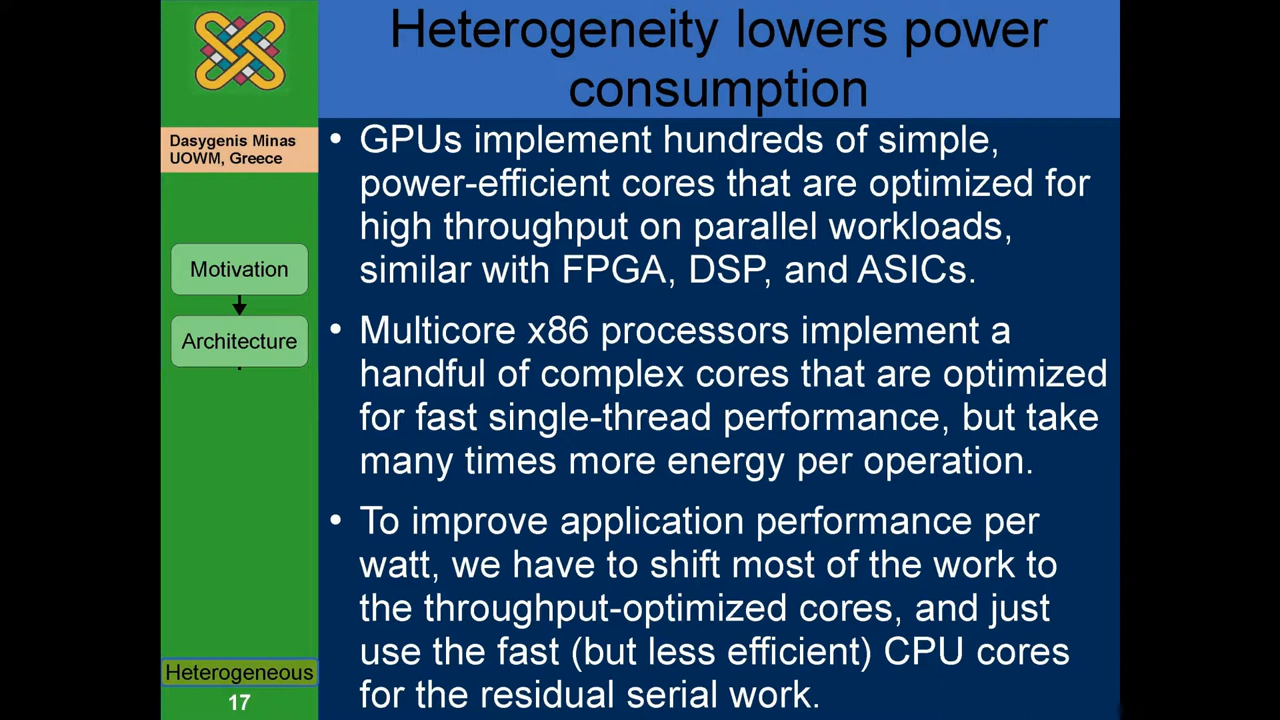 Heterogeneity lowers power
consumption
Dasygenis Minas
UOWM, Greece
Motivation
Architecture
• GPUs implement hundreds of simple,
power-efficient cores that are optimized for
high throughput on parallel workloads,
similar with FPGA, DSP, and ASICs.
• Multicore x86 processors implement a
handful of complex cores that are optimized
for fast single-thread performance, but take
many times more energy per operation.
• To improve application performance per
watt, we have to shift most of the work to
the throughput-optimized cores, and just
use the fast (but less efficient) CPU cores
for the residual serial work.
Heterogeneous
17